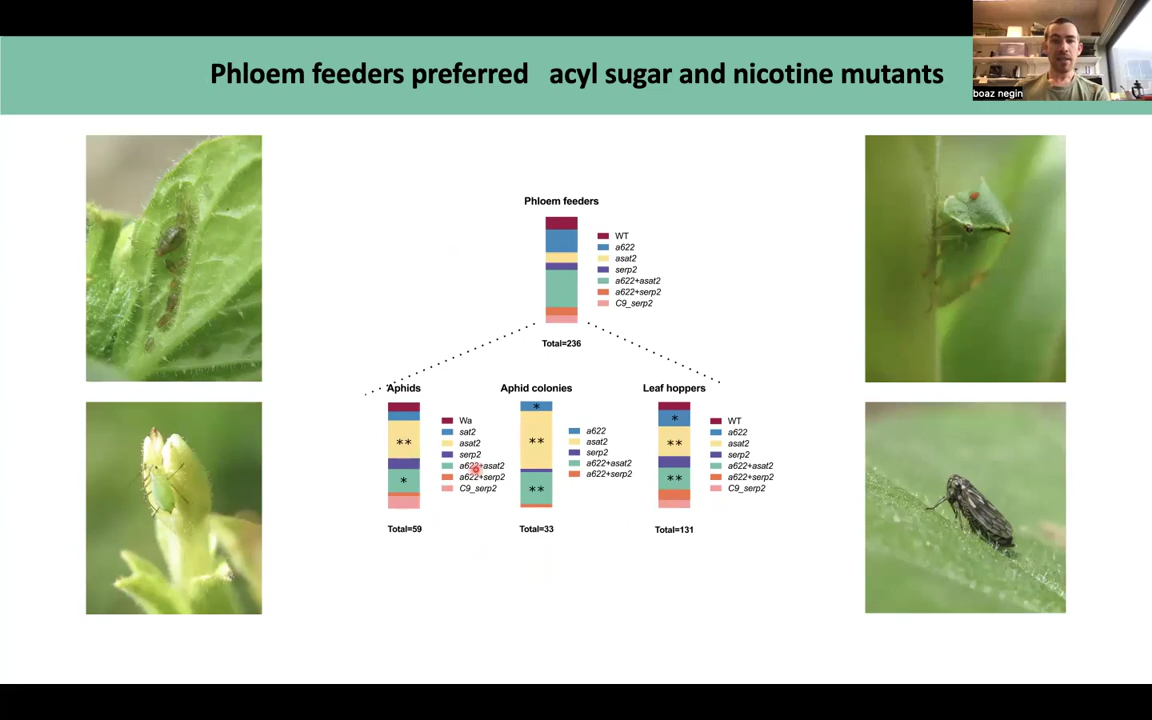 Phloem feeders preferred acyl sugar and nicotine mutants
boaz negin
Phloem feeders
WT
a622
asat2
serp2
a622+asat2
a622+serp2
C9_serp2
Total=236
Aphids
Wa
sat2
asat2
serp2
a622+asat2
a622+serp2
C9_serp2
**
*
Total=59
Aphid colonies
*
**
**
a622
asat2
serp2
a622+asat2
a622+serp2
Total=33
Leaf hoppers
*
**
**
WT
a622
asat2
serp2
a622+asat2
a622+serp2
C9_serp2
Total=131